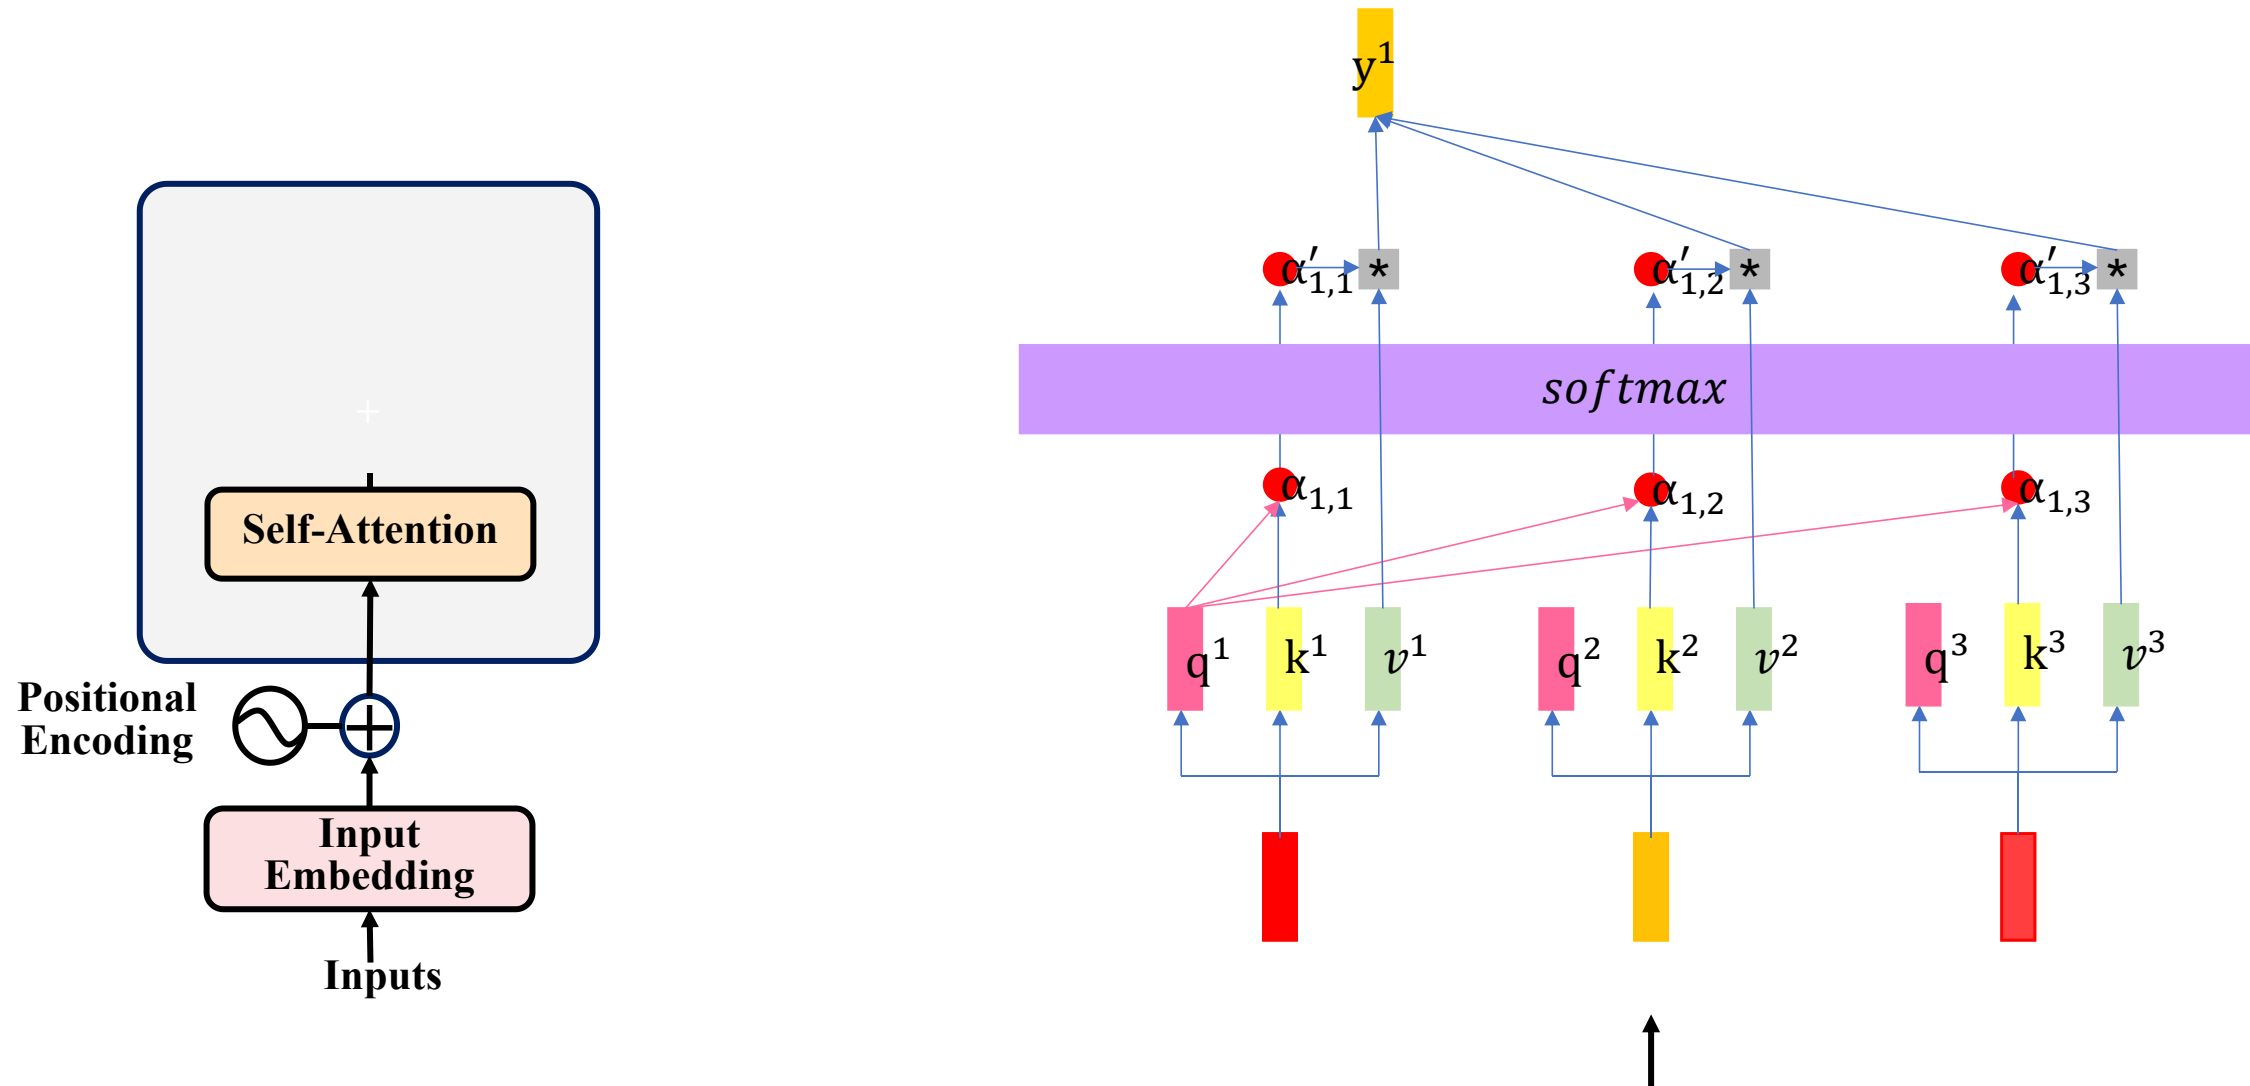 y¹
α′₁,₁ * α′₁,₂ * α′₁,₃ *
softmax
α₁,₁ α₁,₂ α₁,₃
q¹ k¹ v¹ q² k² v² q³ k³ v³
+
Self-Attention
Positional
Encoding
Input
Embedding
Inputs